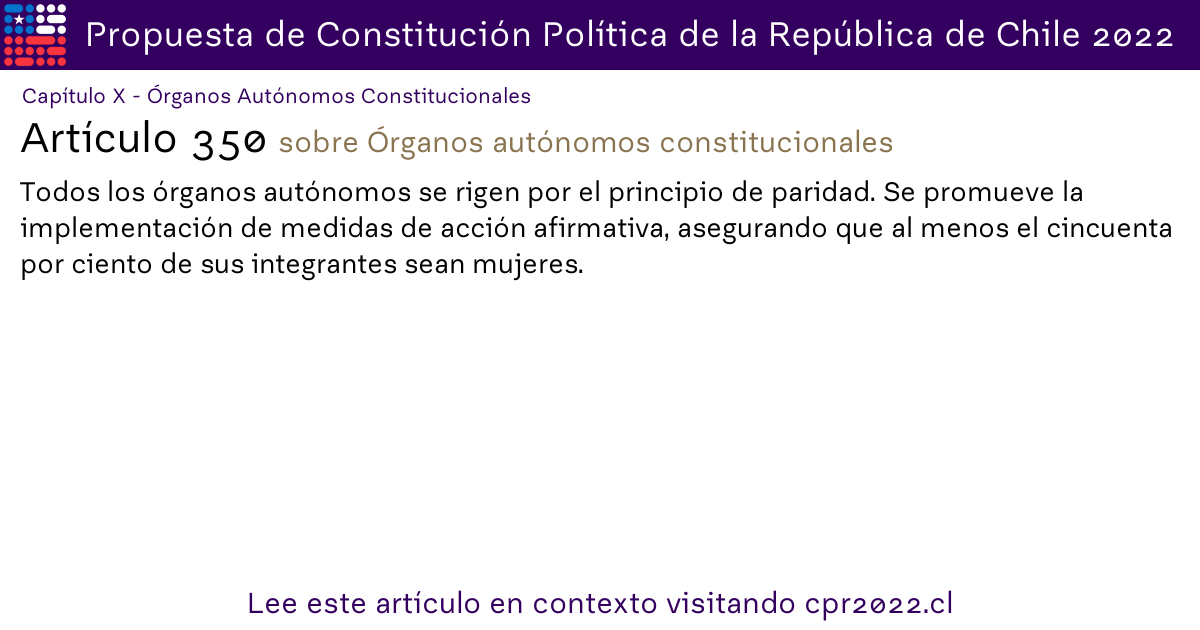 Propuesta de Constitución Política de la República de Chile 2022
Capítulo X - Órganos Autónomos Constitucionales
Artículo 350 sobre Órganos autónomos constitucionales
Todos los órganos autónomos se rigen por el principio de paridad. Se promueve la
implementación de medidas de acción afirmativa, asegurando que al menos el cincuenta
por ciento de sus integrantes sean mujeres.
Lee este artículo en contexto visitando cpr2022.cl